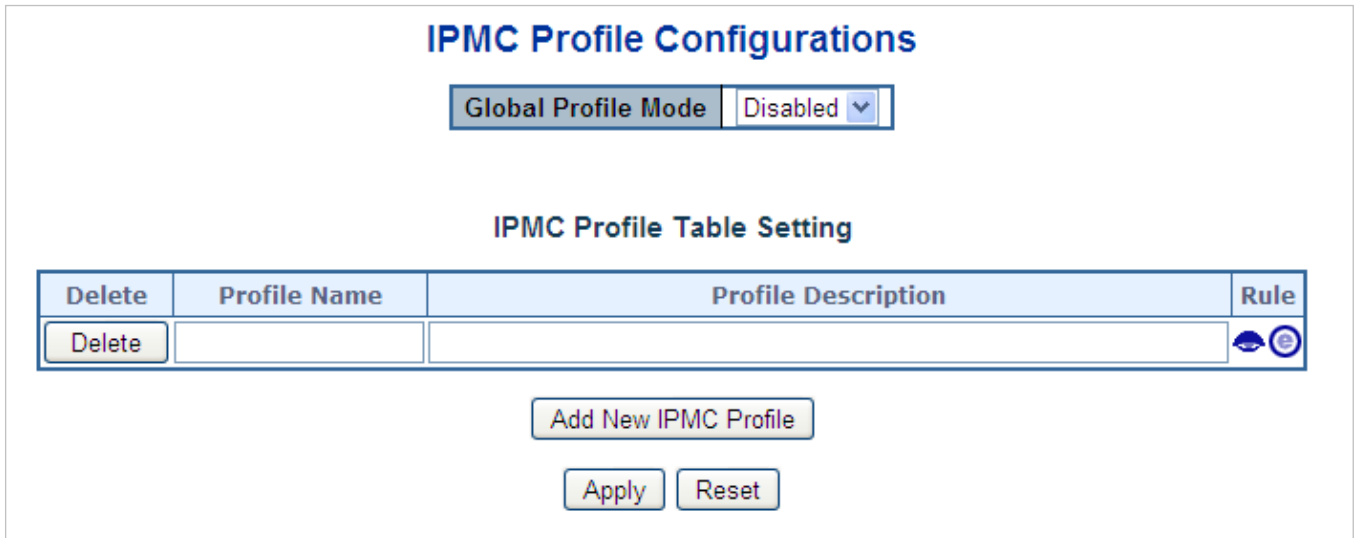 IPMC Profile Configurations
Global Profile Mode Disabled
IPMC Profile Table Setting
Delete Profile Name Profile Description Rule
Delete e
Add New IPMC Profile
Apply Reset